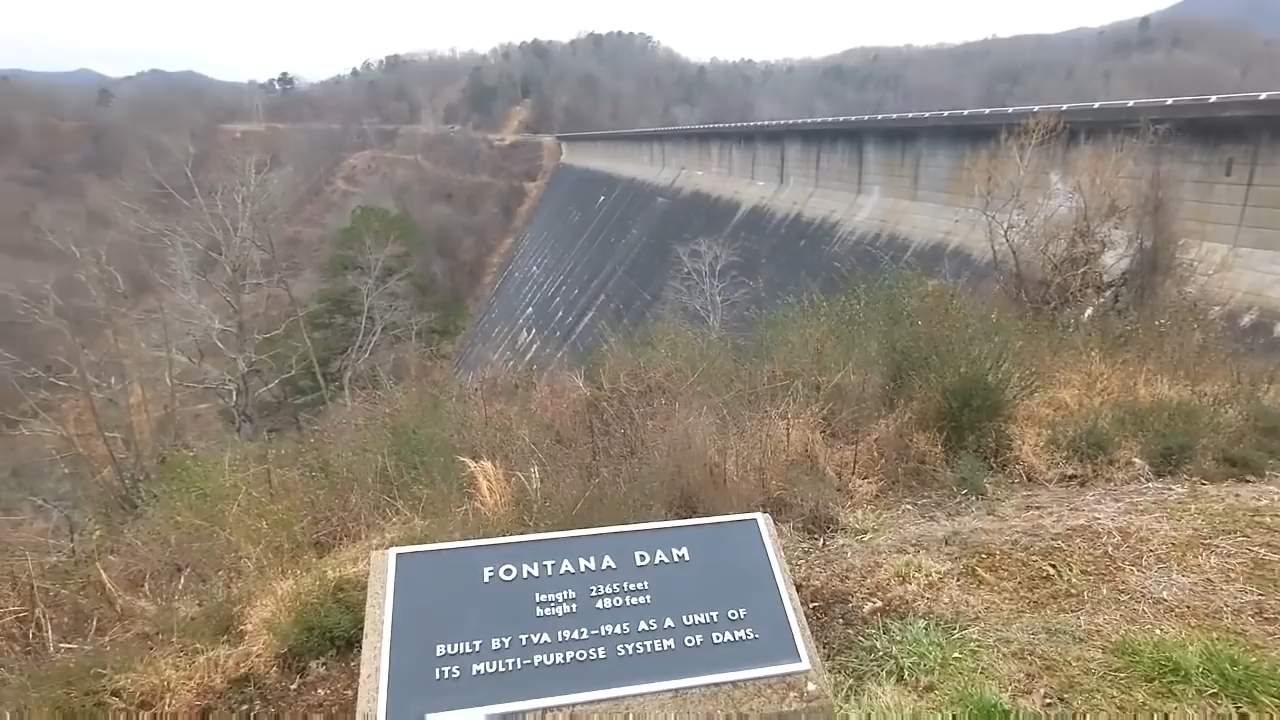 FONTANA DAM
length 2365 feet
height 480 feet
BUILT BY TVA 1942-1945 AS A UNIT OF
ITS MULTI-PURPOSE SYSTEM OF DAMS.